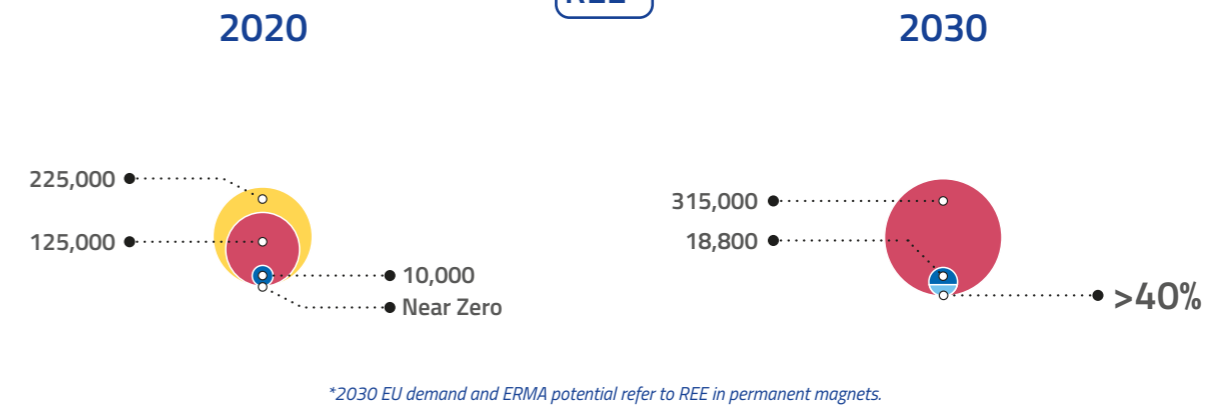 REE
2020
2030
225,000
125,000
10,000
Near Zero
315,000
18,800
>40%
*2030 EU demand and ERMA potential refer to REE in permanent magnets.